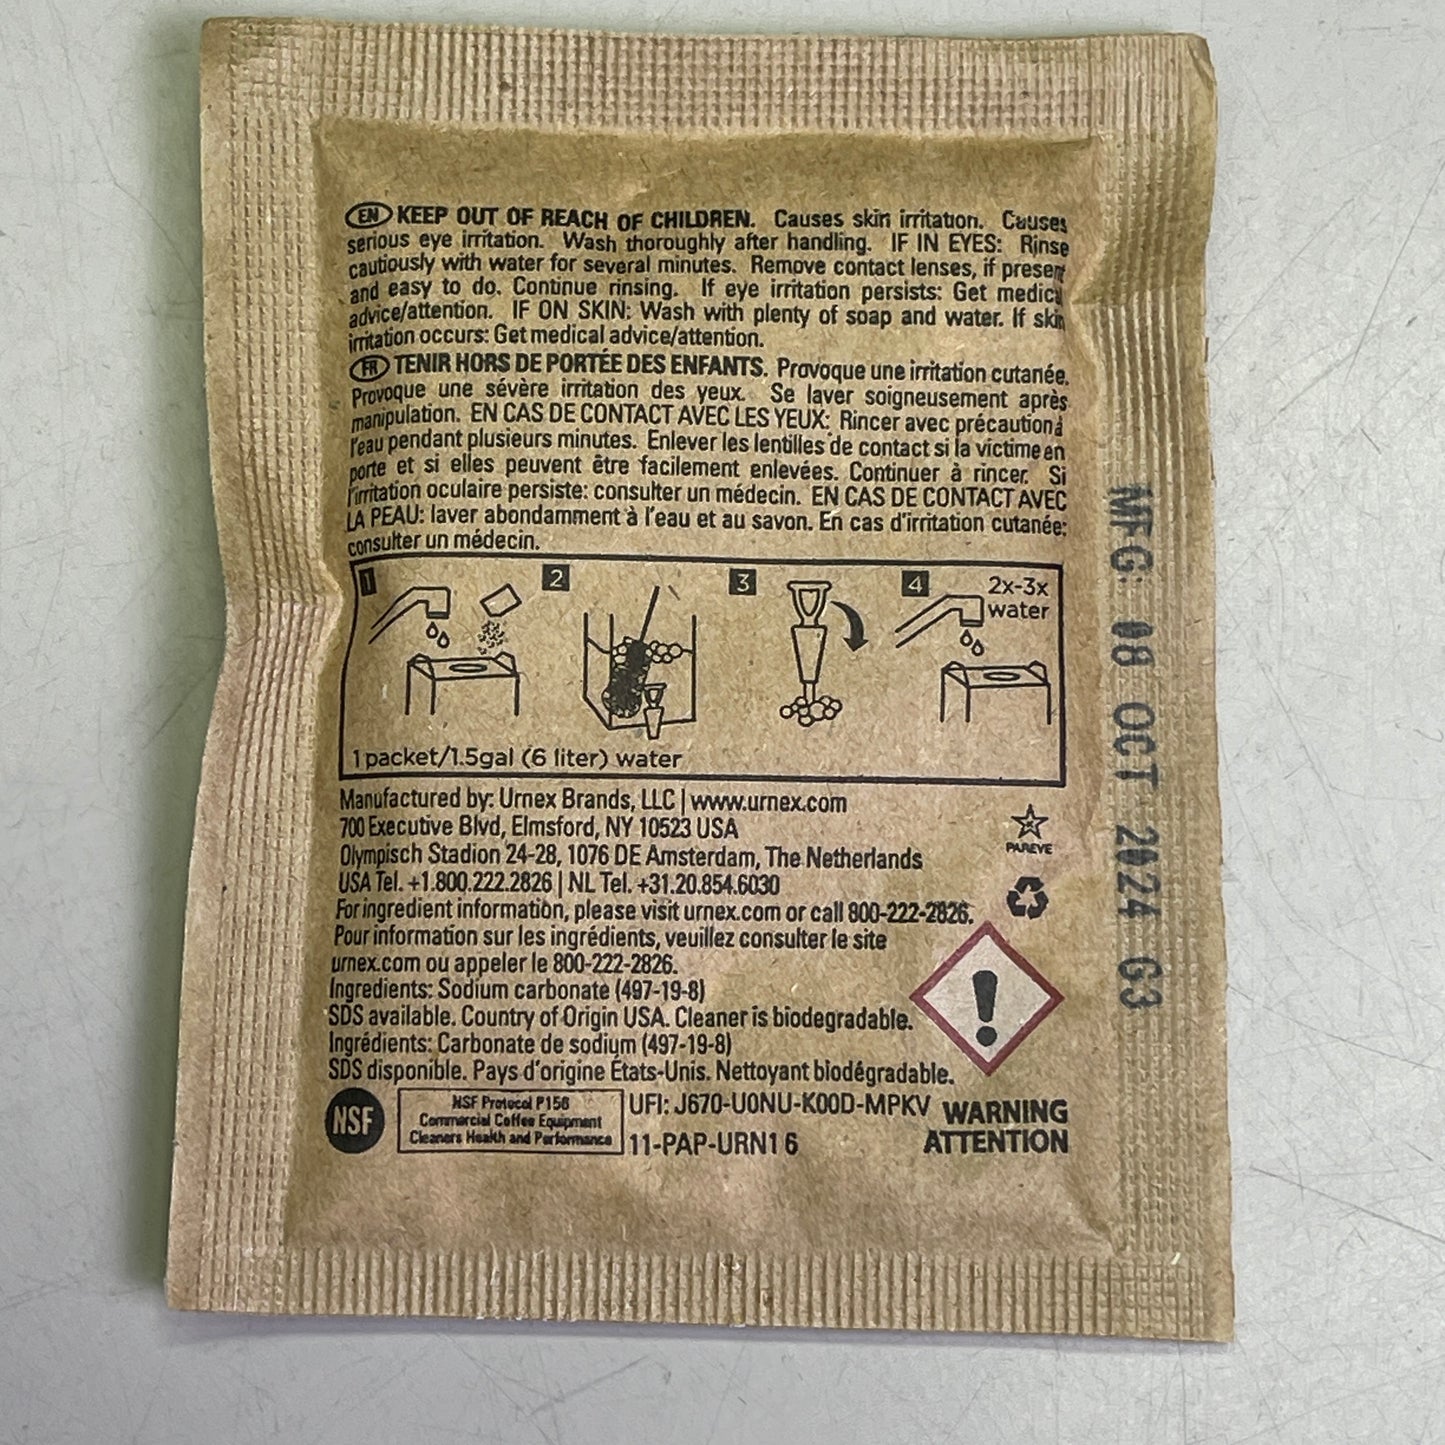 EN KEEP OUT OF REACH OF CHILDREN. Causes skin irritation. Causes
serious eye irritation. Wash thoroughly after handling. IF IN EYES: Rinse
cautiously with water for several minutes. Remove contact lenses, if present
and easy to do. Continue rinsing. If eye irritation persists: Get medical
advice/attention. IF ON SKIN: Wash with plenty of soap and water. If skin
irritation occurs: Get medical advice/attention.
FR TENIR HORS DE PORTÉE DES ENFANTS. Provoque une irritation cutanée.
Provoque une sévère irritation des yeux. Se laver soigneusement après
manipulation. EN CAS DE CONTACT AVEC LES YEUX: Rincer avec précaution à
l'eau pendant plusieurs minutes. Enlever les lentilles de contact si la victime en
porte et si elles peuvent être facilement enlevées. Continuer à rincer. Si
l'irritation oculaire persiste: consulter un médecin. EN CAS DE CONTACT AVEC
LA PEAU: laver abondamment à l'eau et au savon. En cas d'irritation cutanée:
consulter un médecin.
1 2 3 4 2x-3x
water
1 packet/1.5gal (6 liter) water
Manufactured by: Urnex Brands, LLC | www.urnex.com
700 Executive Blvd, Elmsford, NY 10523 USA
Olympisch Stadion 24-28, 1076 DE Amsterdam, The Netherlands
USA Tel. +1.800.222.2826 | NL Tel. +31.20.854.6030
For ingredient information, please visit urnex.com or call 800-222-2826.
Pour information sur les ingrédients, veuillez consulter le site
urnex.com ou appeler le 800-222-2826.
Ingredients: Sodium carbonate (497-19-8)
SDS available. Country of Origin USA. Cleaner is biodegradable.
Ingrédients: Carbonate de sodium (497-19-8)
SDS disponible. Pays d'origine États-Unis. Nettoyant biodégradable.
PAREVE
NSF
NSF Protocol P156
Commercial Coffee Equipment
Cleaners Health and Performance
UFI: J670-U0NU-K00D-MPKV
11-PAP-URN16
WARNING
ATTENTION
MFG: 08 OCT 2024 G3